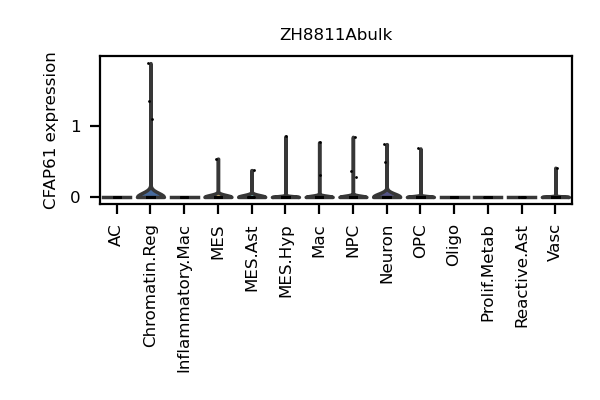 ZH8811Abulk
CFAP61 expression
1
0
AC
Chromatin.Reg
Inflammatory.Mac
MES
MES.Ast
MES.Hyp
Mac
NPC
Neuron
OPC
Oligo
Prolif.Metab
Reactive.Ast
Vasc